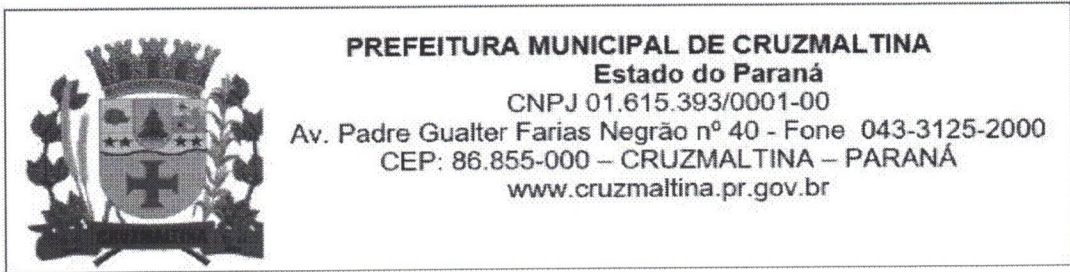 PREFEITURA MUNICIPAL DE CRUZMALTINA
Estado do Paraná
CNPJ 01.615.393/0001-00
Av. Padre Gualter Farias Negrão nº 40 - Fone 043-3125-2000
CEP: 86.855-000 – CRUZMALTINA – PARANÁ
www.cruzmaltina.pr.gov.br
CRUZMALTINA